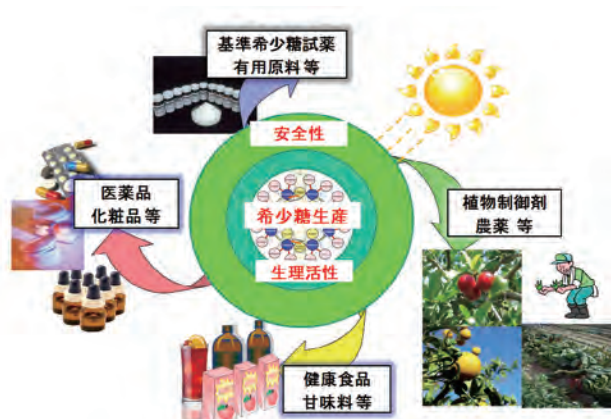 基準希少糖試薬
有用原料等
安全性
医薬品
化粧品等
希少糖生産
植物制御剤
農薬 等
生理活性
健康食品
甘味料等